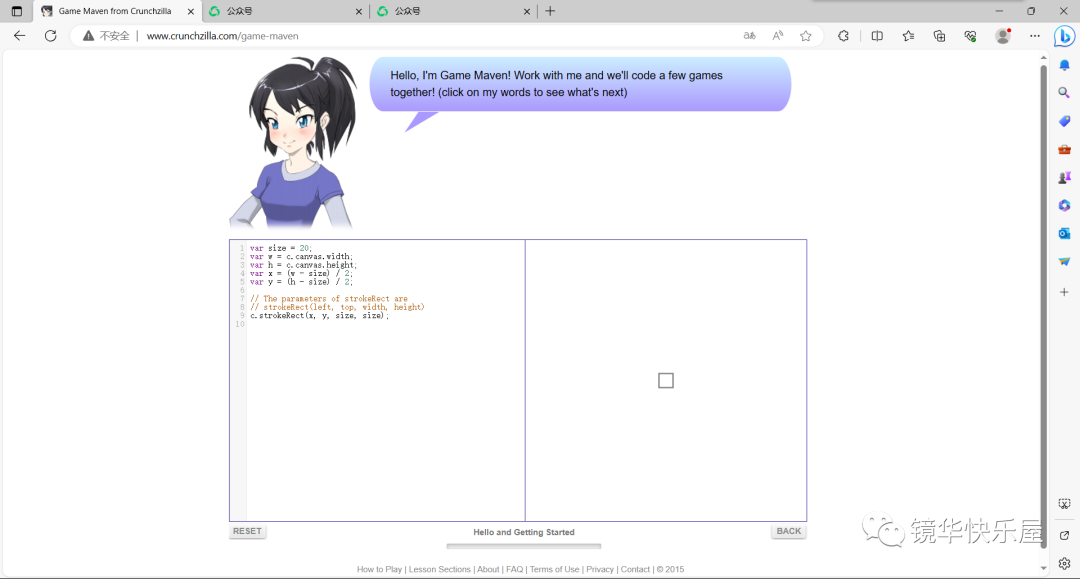 Game Maven from Crunchzilla
公众号
公众号
不安全
www.crunchzilla.com/game-maven
Hello, I'm Game Maven! Work with me and we'll code a few games
together! (click on my words to see what's next)
1 var size = 20;
2 var w = c.canvas.width;
3 var h = c.canvas.height;
4 var x = (w - size) / 2;
5 var y = (h - size) / 2;
6
7 // The parameters of strokeRect are
8 // strokeRect(left, top, width, height)
9 c.strokeRect(x, y, size, size);
10
RESET
Hello and Getting Started
BACK
镜华快乐屋
How to Play | Lesson Sections | About | FAQ | Terms of Use | Privacy | Contact | © 2015